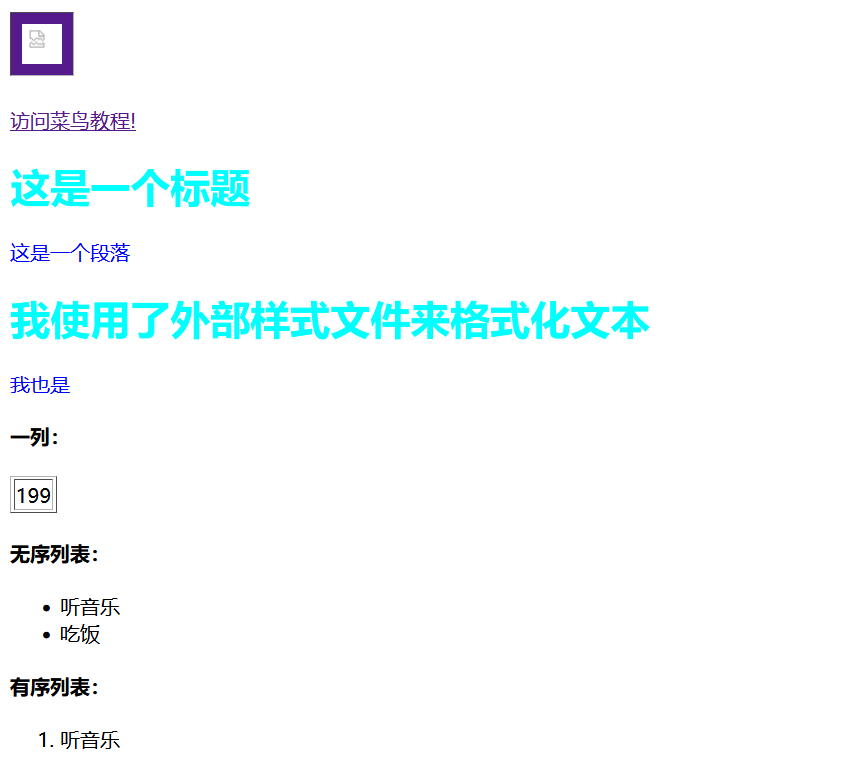 访问菜鸟教程!
这是一个标题
这是一个段落
我使用了外部样式文件来格式化文本
我也是
一列：
199
无序列表：
• 听音乐
• 吃饭
有序列表：
1. 听音乐